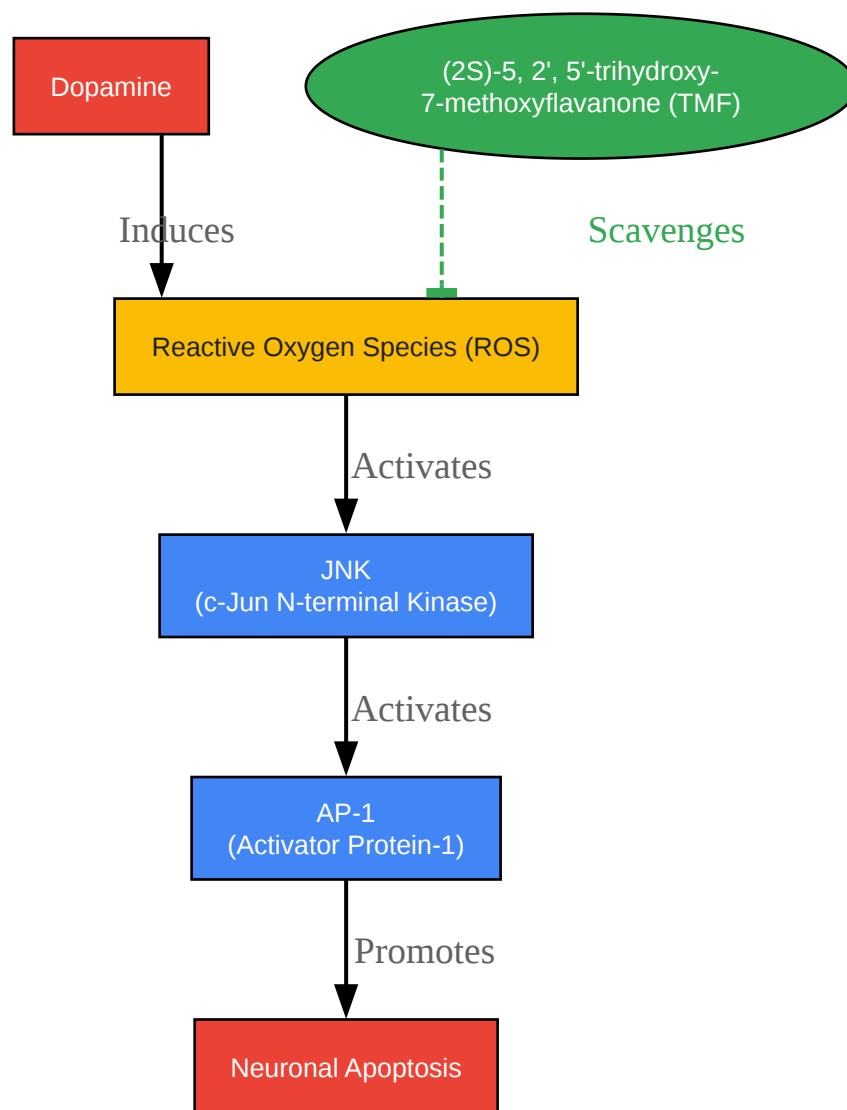 Dopamine
(2S)-5, 2', 5'-trihydroxy-
7-methoxyflavanone (TMF)
Induces
Scavenges
Reactive Oxygen Species (ROS)
Activates
JNK
(c-Jun N-terminal Kinase)
Activates
AP-1
(Activator Protein-1)
Promotes
Neuronal Apoptosis